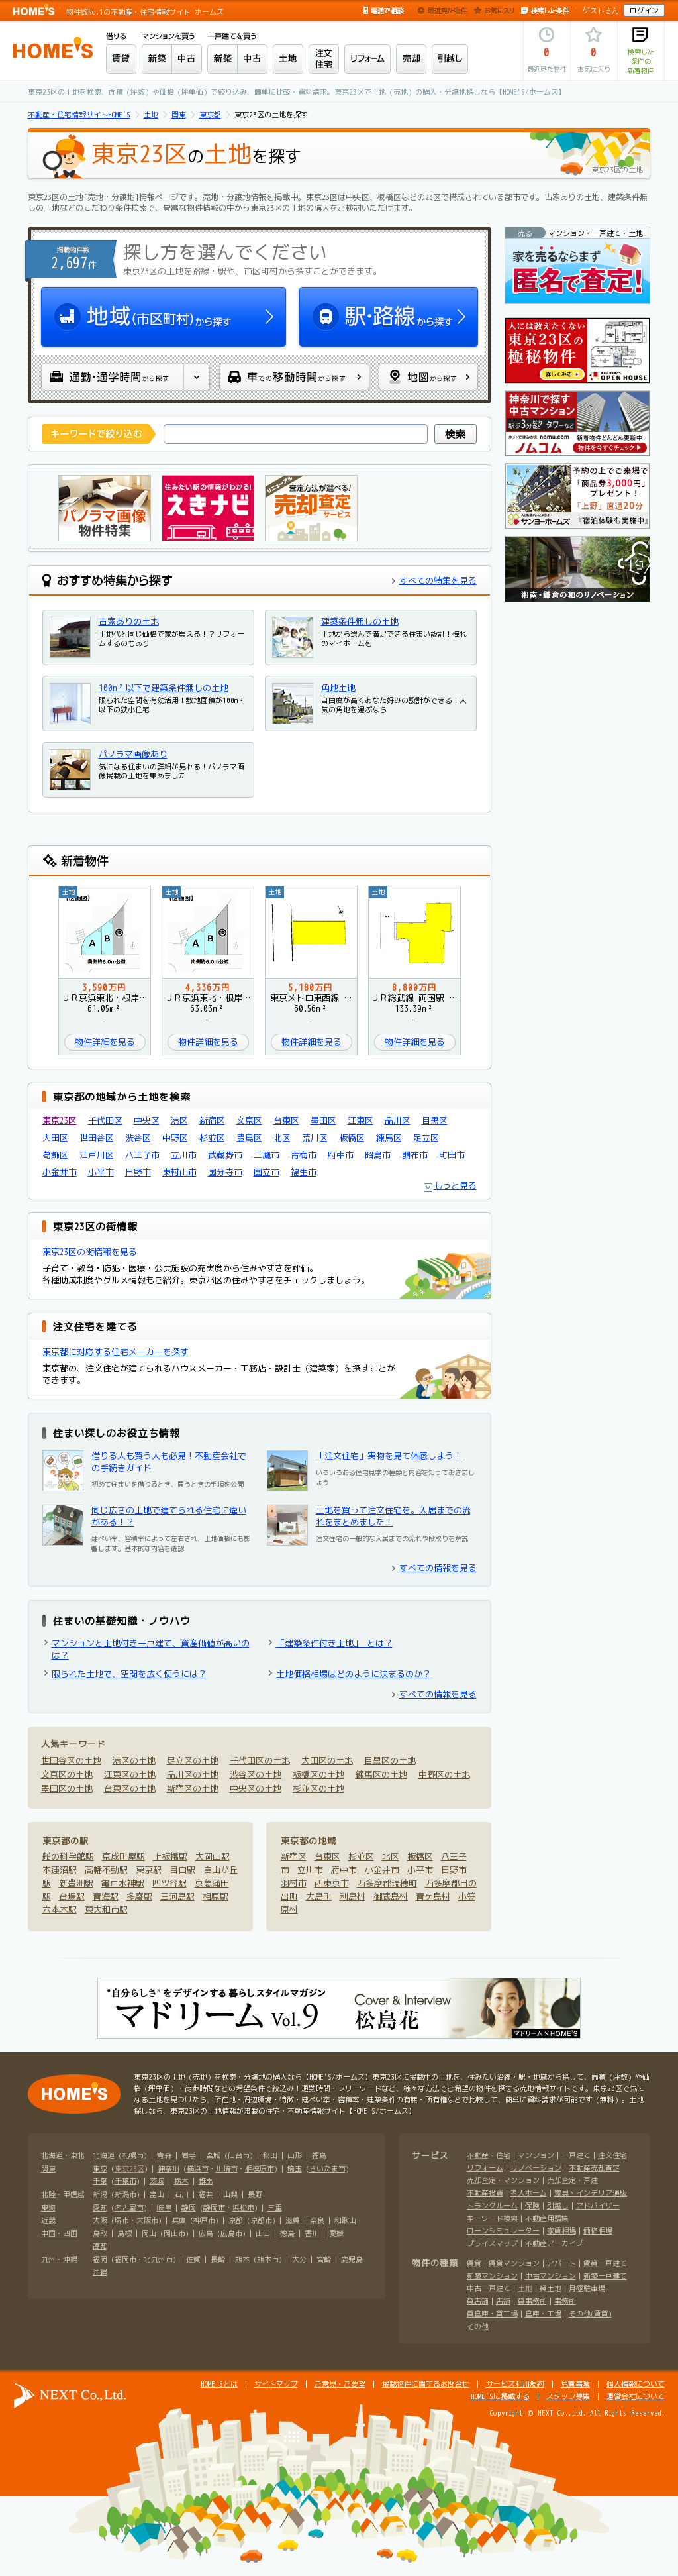 HOME'S 物件数No.1の不動産・住宅情報サイト ホームズ
電話で相談 最近見た物件 お気に入り 検索した条件 ゲストさん ログイン
HOME'S
借りる マンションを買う 一戸建てを買う
賃貸 新築 中古 新築 中古 土地 注文住宅 リフォーム 売却 引越し
0 最近見た物件
0 お気に入り
検索した条件の新着物件
東京23区の土地を検索、面積（坪数）や価格（坪単価）で絞り込み、簡単に比較・資料請求。東京23区で土地（売地）の購入・分譲地探しなら【HOME'S/ホームズ】
不動産・住宅情報サイトHOME'S > 土地 > 関東 > 東京都 > 東京23区の土地を探す
東京23区の土地を探す
東京23区の土地
東京23区の土地[売地・分譲地]情報ページです。売地・分譲地情報を掲載中。東京23区は中央区、板橋区などの23区で構成されている都市です。古家ありの土地、建築条件無しの土地などのこだわり条件検索で、豊富な物件情報の中から東京23区の土地の購入をご検討いただけます。
掲載物件数
2,697件
探し方を選んでください
東京23区の土地を路線・駅や、市区町村から探すことができます。
地域(市区町村)から探す
駅・路線から探す
通勤・通学時間から探す
車での移動時間から探す
地図から探す
キーワードで絞り込む
検索
パノラマ画像物件特集
住みたい駅の情報がわかる!
えきナビ
リニューアル
査定方法が選べる!
売却査定サービス
おすすめ特集から探す
すべての特集を見る
古家ありの土地
土地代と同じ価格で家が買える！？リフォームするのもあり
建築条件無しの土地
土地から選んで満足できる住まい設計！憧れのマイホームを
100m²以下で建築条件無しの土地
限られた空間を有効活用！敷地面積が100m²以下の狭小住宅
角地土地
自由度が高くあなた好みの設計ができる！人気の角地を選ぶなら
パノラマ画像あり
気になる住まいの詳細が見れる！パノラマ画像掲載の土地を集めました
売る マンション・一戸建て・土地
家を売るならまず
匿名で査定!
人には教えたくない
東京23区の
極秘物件
詳しくみる
OPEN HOUSE
神奈川で探す
中古マンション
駅歩3分 など タワーなど
ネットで住みかえ nomu.com
ノムコム
新着物件ぞくぞく更新中!
物件を今すぐチェック
予約の上でご来場で
「商品券3,000円」
プレゼント!
「上野」直通20分
サンヨーホームズ
『宿泊体験も実施中』
湘南・鎌倉の和のリノベーション
新着物件
土地
【区画図】
A B
南側約6.0m公道
3,590万円
ＪＲ京浜東北・根岸…
61.05m²
-
物件詳細を見る
土地
【区画図】
A B
南側約6.0m公道
4,336万円
ＪＲ京浜東北・根岸…
63.03m²
-
物件詳細を見る
土地
5,180万円
東京メトロ東西線 …
60.56m²
-
物件詳細を見る
土地
8,800万円
ＪＲ総武線 両国駅 …
133.39m²
-
物件詳細を見る
東京都の地域から土地を検索
東京23区 千代田区 中央区 港区 新宿区 文京区 台東区 墨田区 江東区 品川区 目黒区
大田区 世田谷区 渋谷区 中野区 杉並区 豊島区 北区 荒川区 板橋区 練馬区 足立区
葛飾区 江戸川区 八王子市 立川市 武蔵野市 三鷹市 青梅市 府中市 昭島市 調布市 町田市
小金井市 小平市 日野市 東村山市 国分寺市 国立市 福生市
もっと見る
東京23区の街情報
東京23区の街情報を見る
子育て・教育・防犯・医療・公共施設の充実度から住みやすさを評価。
各種助成制度やグルメ情報もご紹介。東京23区の住みやすさをチェックしましょう。
注文住宅を建てる
東京都に対応する住宅メーカーを探す
東京都の、注文住宅が建てられるハウスメーカー・工務店・設計士（建築家）を探すことができます。
住まい探しのお役立ち情報
借りる人も買う人も必見！不動産会社での手続きガイド
初めて住まいを借りるとき、買うときの手順を公開
「注文住宅」実物を見て体感しよう！
いろいろある住宅見学の種類と内容を知っておきましょう
同じ広さの土地で建てられる住宅に違いがある！？
建ぺい率、容積率によって左右され、土地価格にも影響します。基本的な内容を確認
土地を買って注文住宅を。入居までの流れをまとめました！
注文住宅の一般的な入居までの流れや段取りを解説
すべての情報を見る
住まいの基礎知識・ノウハウ
マンションと土地付き一戸建て、資産価値が高いのは？
「建築条件付き土地」 とは？
限られた土地で、空間を広く使うには？
土地価格相場はどのように決まるのか？
すべての情報を見る
人気キーワード
世田谷区の土地 港区の土地 足立区の土地 千代田区の土地 大田区の土地 目黒区の土地
文京区の土地 江東区の土地 品川区の土地 渋谷区の土地 板橋区の土地 練馬区の土地 中野区の土地
墨田区の土地 台東区の土地 新宿区の土地 中央区の土地 杉並区の土地
東京都の駅
船の科学館駅 京成町屋駅 上板橋駅 大岡山駅
本蓮沼駅 高幡不動駅 東京駅 目白駅 自由が丘駅 新豊洲駅 亀戸水神駅 四ツ谷駅 京急蒲田駅 台場駅 青海駅 多磨駅 三河島駅 相原駅
六本木駅 東大和市駅
東京都の地域
新宿区 台東区 杉並区 北区 板橋区 八王子市 立川市 府中市 小金井市 小平市 日野市
羽村市 西東京市 西多摩郡瑞穂町 西多摩郡日の出町 大島町 利島村 御蔵島村 青ヶ島村 小笠原村
“自分らしさ”をデザインする暮らしスタイルマガジン
マドリーム Vol.9
Cover & Interview
松島花
マドリーム×HOME'S
HOME'S
東京23区の土地（売地）を検索・分譲地の購入なら【HOME'S/ホームズ】東京23区に掲載中の土地を、住みたい沿線・駅・地域から探して、面積（坪数）や価格（坪単価）・徒歩時間などの希望条件で絞込み！通勤時間・フリーワードなど、様々な方法でご希望の物件を探せる売地情報サイトです。東京23区で気になる土地を見つけたら、所在地・周辺環境・特徴・建ぺい率・容積率・建築条件の有無・所有権などで比較して、簡単に資料請求が可能です（無料）。土地探しなら、東京23区の土地情報が満載の住宅・不動産情報サイト【HOME'S/ホームズ】
北海道・東北 北海道 (札幌市) | 青森 | 岩手 | 宮城 (仙台市) | 秋田 | 山形 | 福島
関東 東京 (東京23区) | 神奈川 (横浜市・川崎市・相模原市) | 埼玉 (さいたま市)
千葉 (千葉市) | 茨城 | 栃木 | 群馬
北陸・甲信越 新潟 (新潟市) | 富山 | 石川 | 福井 | 山梨 | 長野
東海 愛知 (名古屋市) | 岐阜 | 静岡 (静岡市・浜松市) | 三重
近畿 大阪 (堺市・大阪市) | 兵庫 (神戸市) | 京都 (京都市) | 滋賀 | 奈良 | 和歌山
中国・四国 鳥取 | 島根 | 岡山 (岡山市) | 広島 (広島市) | 山口 | 徳島 | 香川 | 愛媛
高知
九州・沖縄 福岡 (福岡市・北九州市) | 佐賀 | 長崎 | 熊本 (熊本市) | 大分 | 宮崎 | 鹿児島
沖縄
サービス
不動産・住宅 | マンション | 一戸建て | 注文住宅
リフォーム | リノベーション | 不動産売却査定
売却査定・マンション | 売却査定・戸建
不動産投資 | 老人ホーム | 家具・インテリア通販
トランクルーム | 保険 | 引越し | アドバイザー
キーワード検索 | 不動産用語集
ローンシミュレーター | 家賃相場 | 価格相場
プライスマップ | 不動産アーカイブ
物件の種類
賃貸 | 賃貸マンション | アパート | 賃貸一戸建て
新築マンション | 中古マンション | 新築一戸建て
中古一戸建て | 土地 | 貸土地 | 月極駐車場
貸店舗 | 店舗 | 貸事務所 | 事務所
貸倉庫・貸工場 | 倉庫・工場 | その他(賃貸)
その他
NEXT Co.,Ltd.
HOME'Sとは | サイトマップ | ご意見・ご要望 | 掲載物件に関するお問合せ | サービス利用規約 | 免責事項 | 個人情報について
HOME'Sに掲載する | スタッフ募集 | 運営会社について
Copyright © NEXT Co.,Ltd. All Rights Reserved.